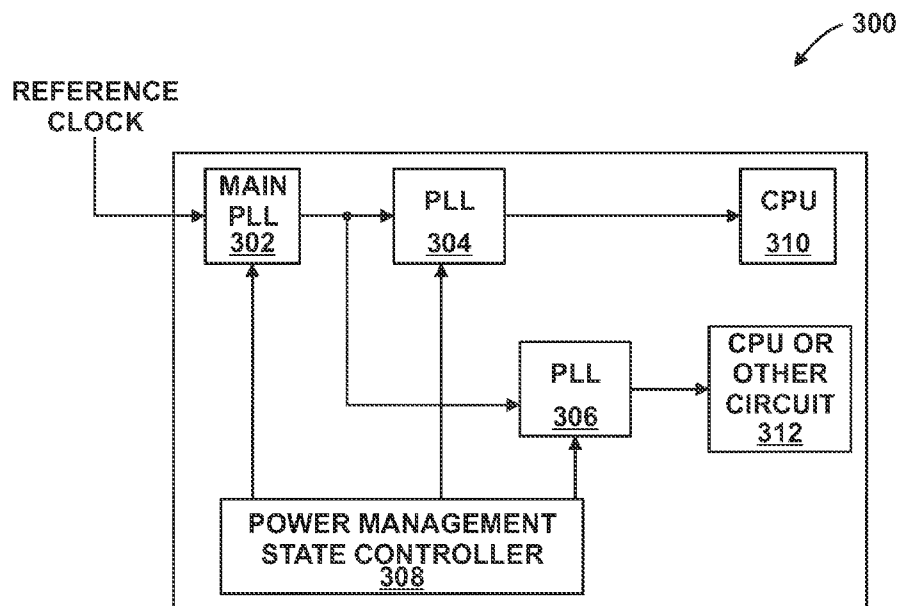 300
REFERENCE
CLOCK
MAIN
PLL
302
PLL
304
CPU
310
PLL
306
CPU OR
OTHER
CIRCUIT
312
POWER MANAGEMENT
STATE CONTROLLER
308